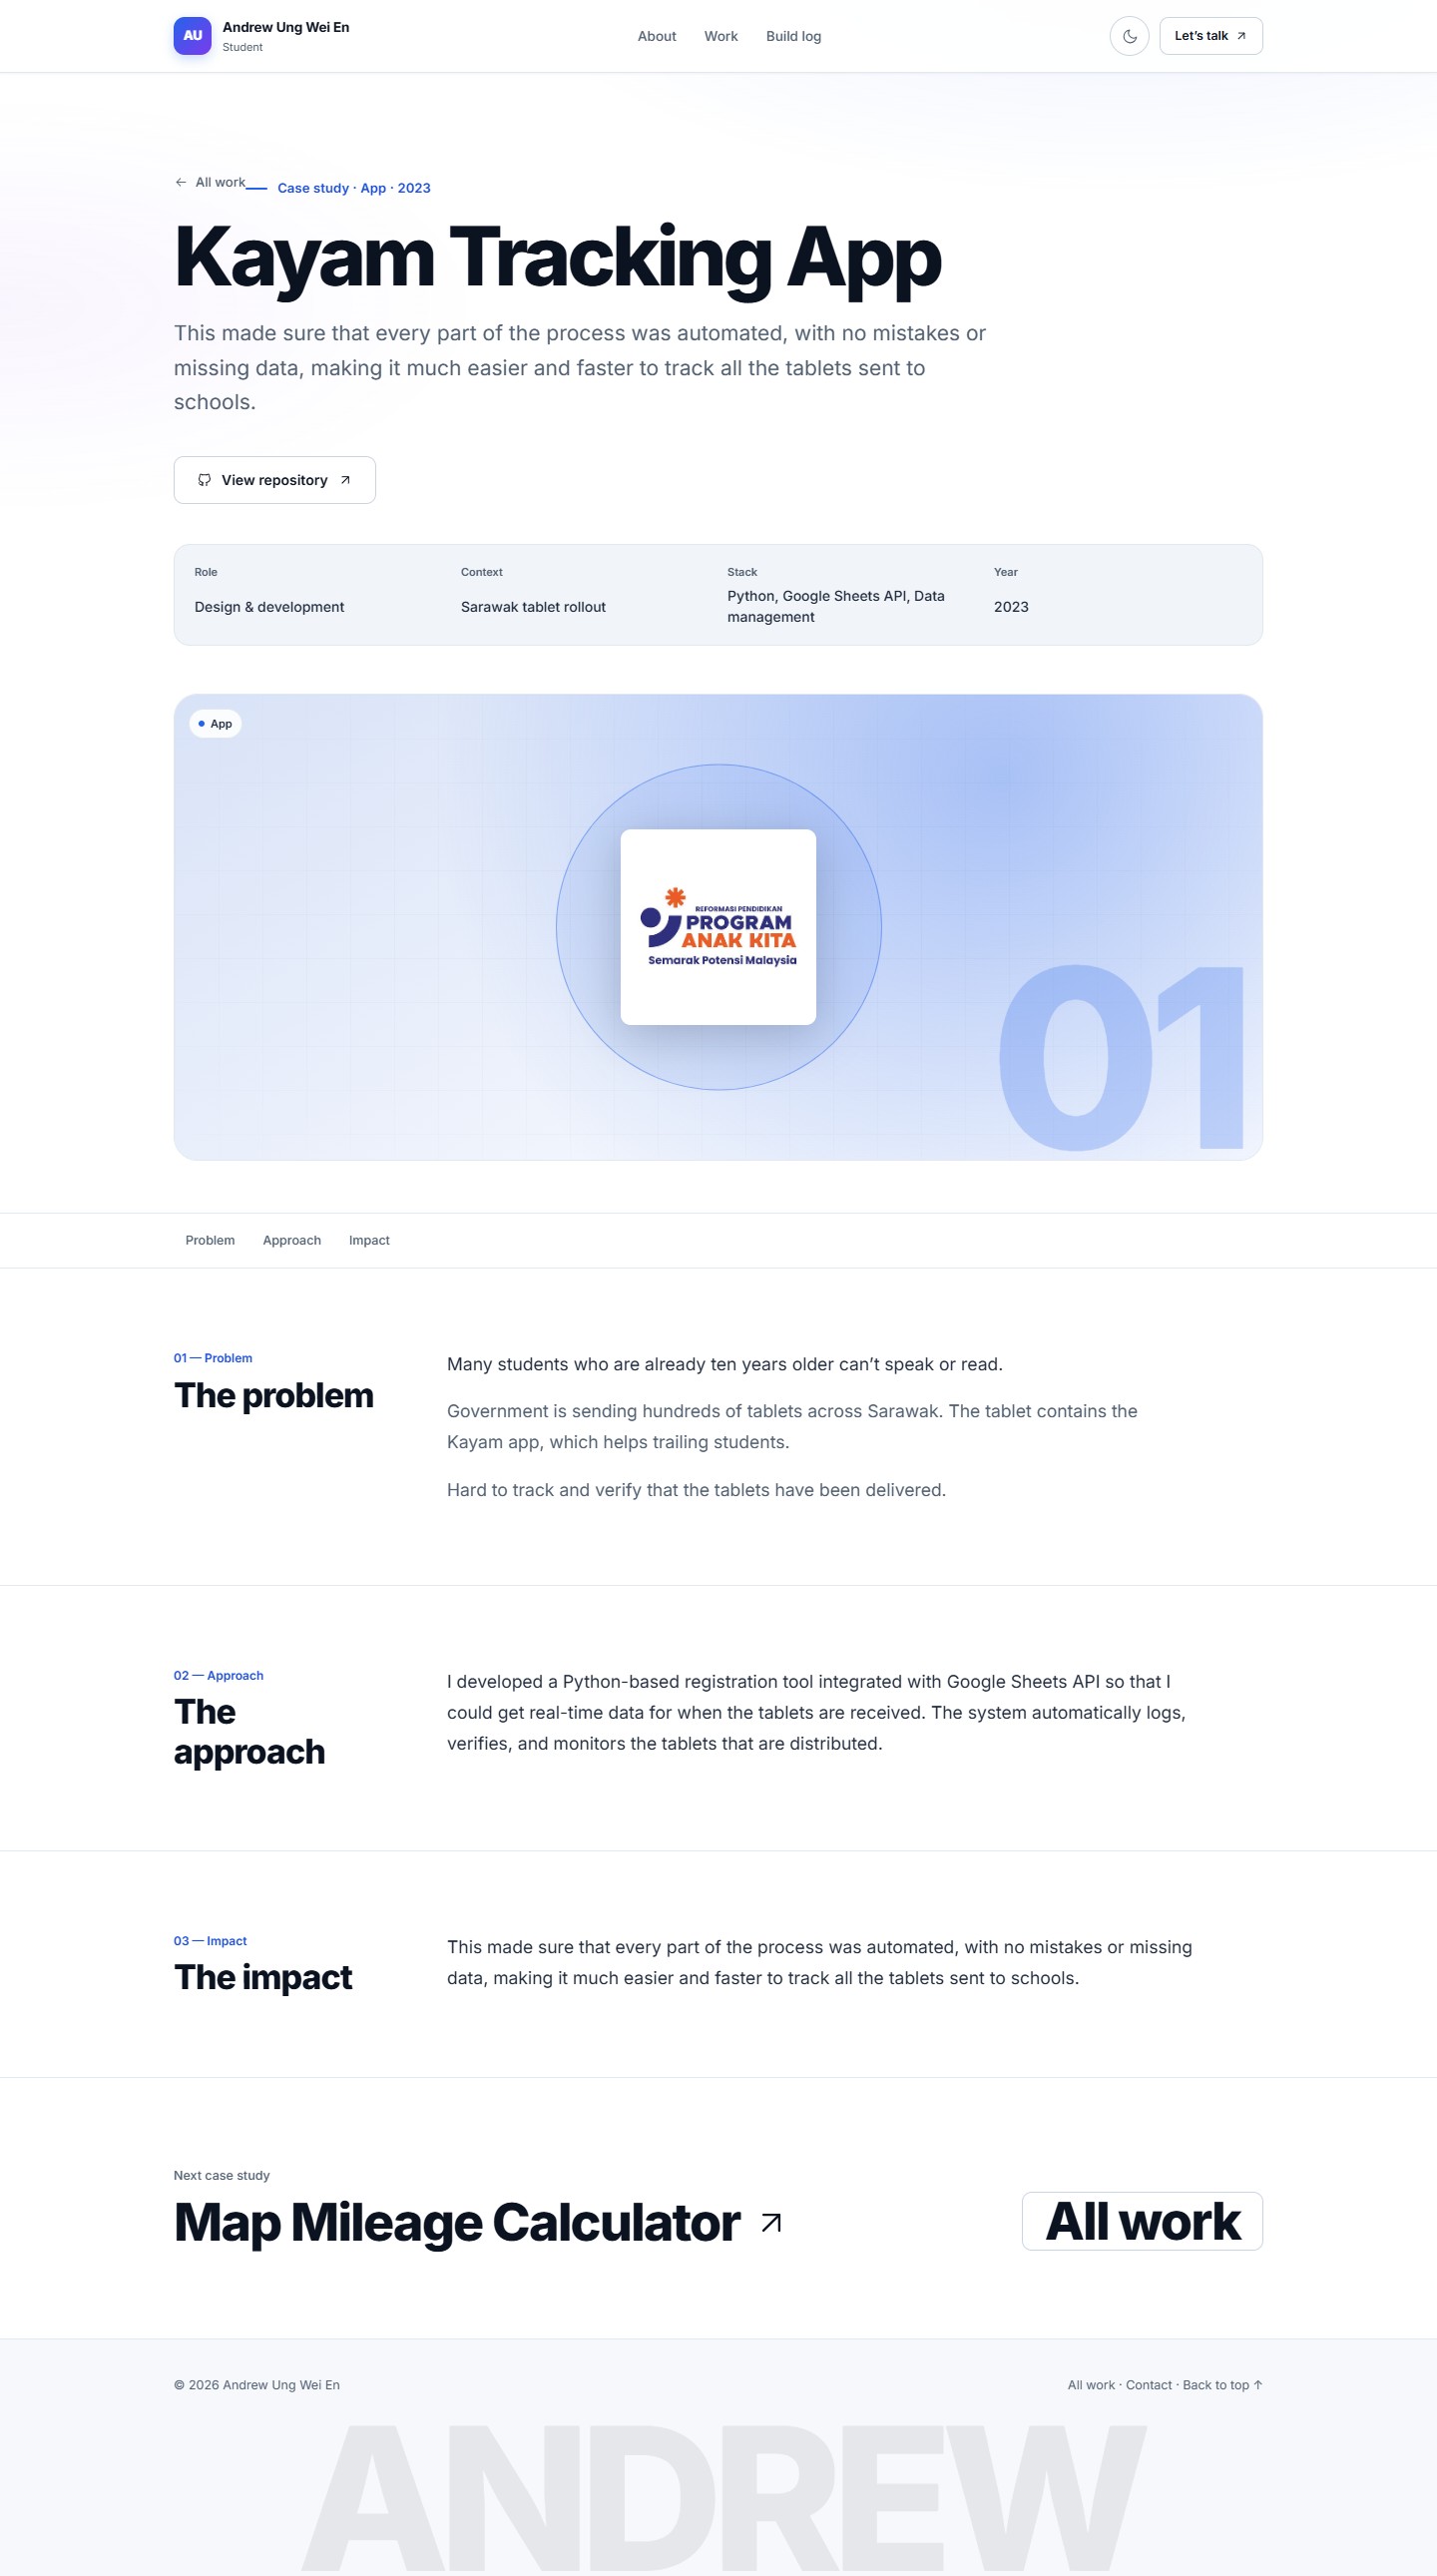 AU
Andrew Ung Wei En
Student
About
Work
Build log
Let’s talk ↗
← All work
Case study · App · 2023
Kayam Tracking App
This made sure that every part of the process was automated, with no mistakes or
missing data, making it much easier and faster to track all the tablets sent to
schools.
View repository ↗
Role
Design & development
Context
Sarawak tablet rollout
Stack
Python, Google Sheets API, Data
management
Year
2023
App
REFORMASI PENDIDIKAN
PROGRAM
ANAK KITA
Semarak Potensi Malaysia
01
Problem
Approach
Impact
01 — Problem
The problem
Many students who are already ten years older can’t speak or read.
Government is sending hundreds of tablets across Sarawak. The tablet contains the
Kayam app, which helps trailing students.
Hard to track and verify that the tablets have been delivered.
02 — Approach
The
approach
I developed a Python-based registration tool integrated with Google Sheets API so that I
could get real-time data for when the tablets are received. The system automatically logs,
verifies, and monitors the tablets that are distributed.
03 — Impact
The impact
This made sure that every part of the process was automated, with no mistakes or missing
data, making it much easier and faster to track all the tablets sent to schools.
Next case study
Map Mileage Calculator ↗
All work
© 2026 Andrew Ung Wei En
All work · Contact · Back to top ↑
ANDREW